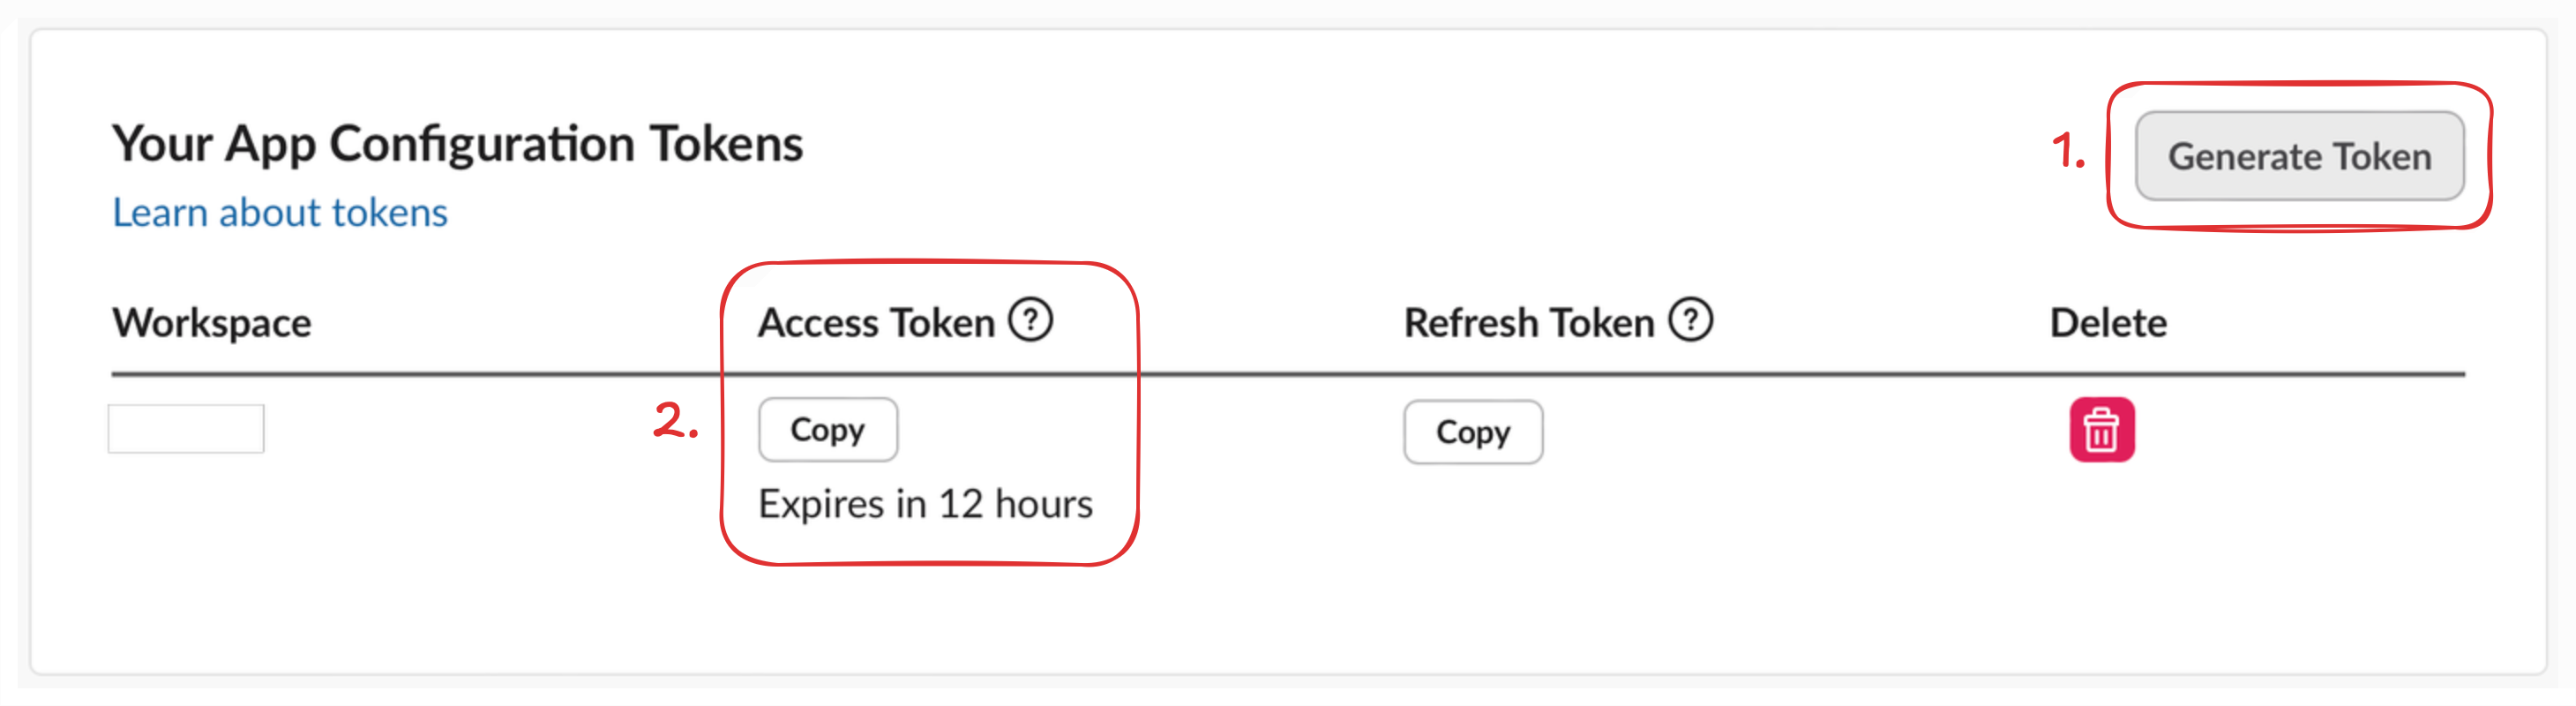 Your App Configuration Tokens
1. Generate Token
Learn about tokens
Workspace Access Token ? Refresh Token ? Delete
2. Copy Copy
Expires in 12 hours